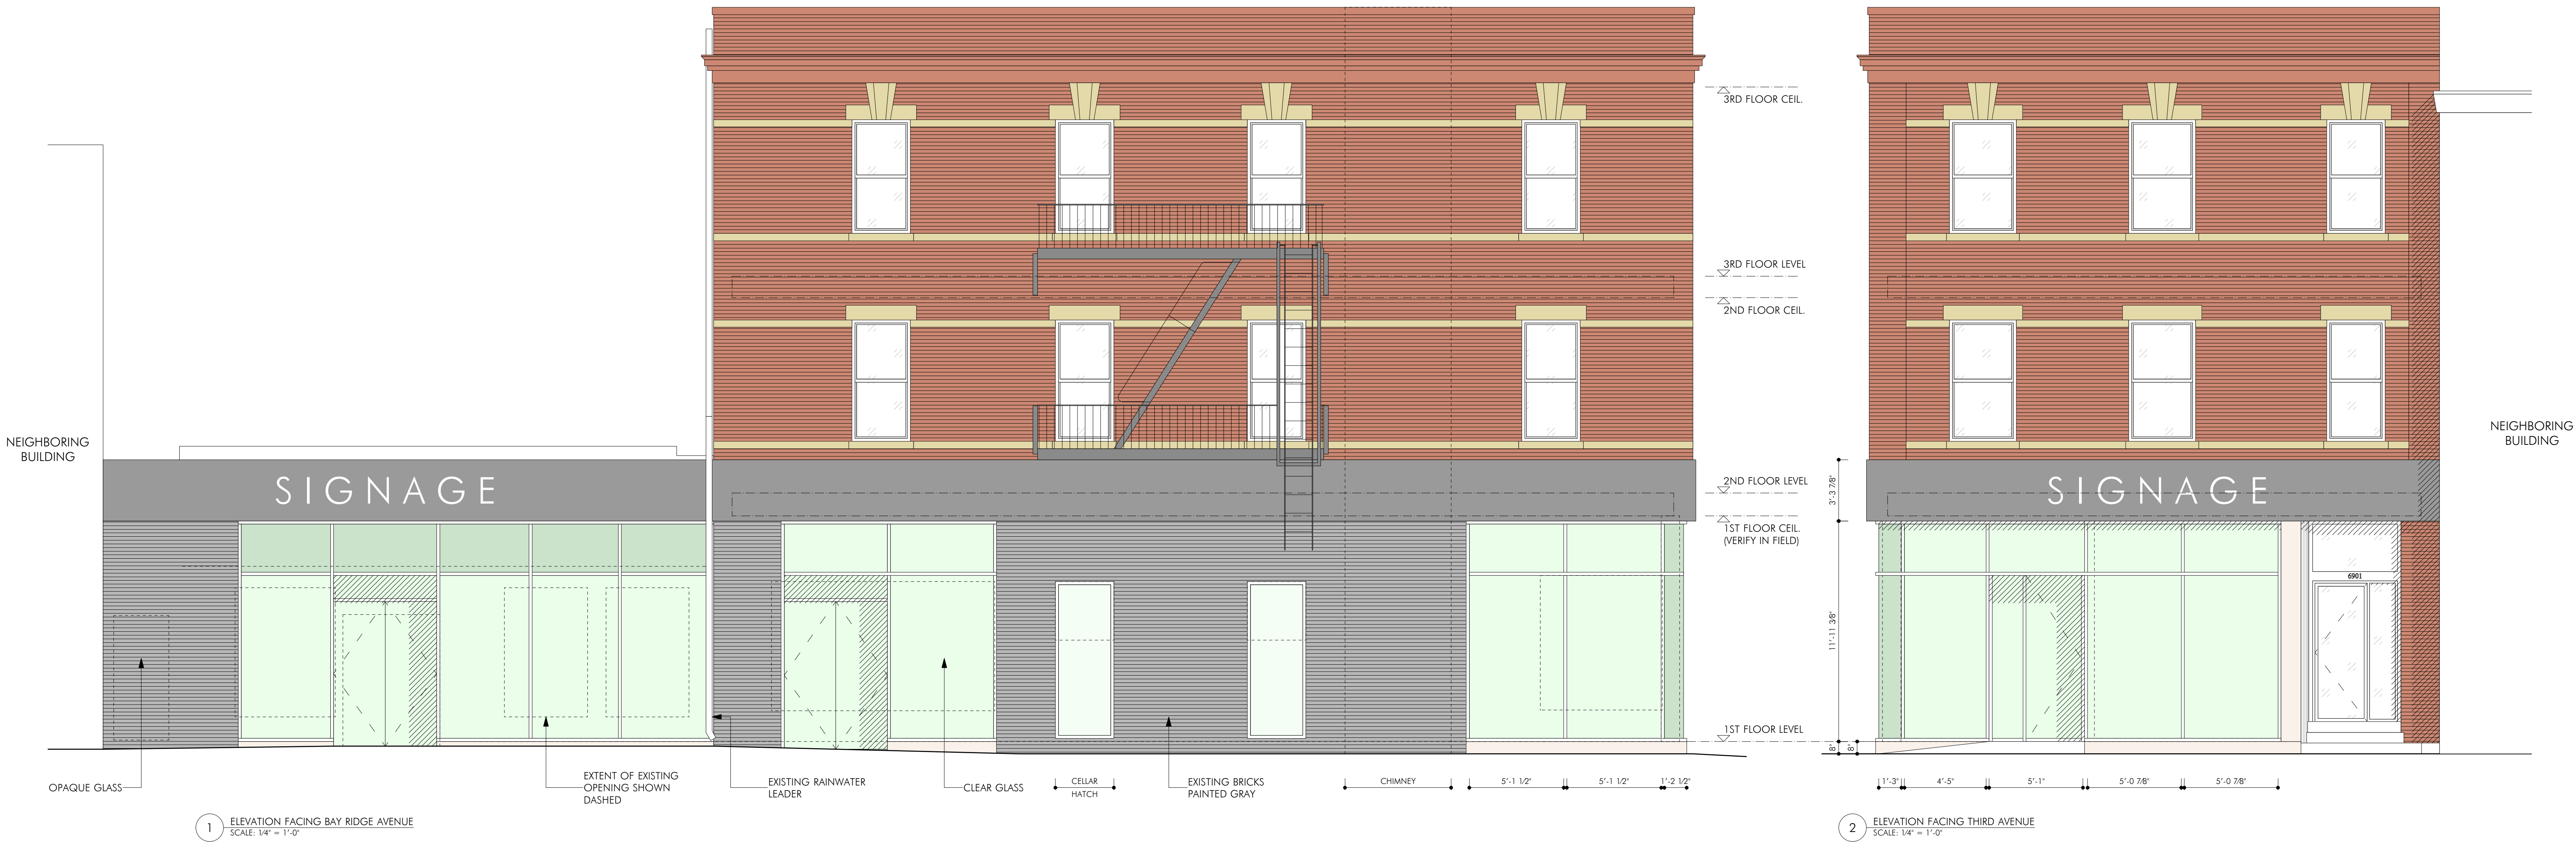 3RD FLOOR CEIL.
3RD FLOOR LEVEL
2ND FLOOR CEIL.
NEIGHBORING
BUILDING
NEIGHBORING
BUILDING
SIGNAGE
2ND FLOOR LEVEL
3'-3 7/8"
SIGNAGE
1ST FLOOR CEIL.
(VERIFY IN FIELD)
6901
11'-11 3/8"
1ST FLOOR LEVEL
8"
8"
OPAQUE GLASS
EXTENT OF EXISTING
OPENING SHOWN
DASHED
EXISTING RAINWATER
LEADER
CLEAR GLASS
CELLAR
HATCH
EXISTING BRICKS
PAINTED GRAY
CHIMNEY
5'-1 1/2"
5'-1 1/2"
1'-2 1/2"
1'-3"
4'-5"
5'-1"
5'-0 7/8"
5'-0 7/8"
1
ELEVATION FACING BAY RIDGE AVENUE
SCALE: 1/4" = 1'-0"
2
ELEVATION FACING THIRD AVENUE
SCALE: 1/4" = 1'-0"